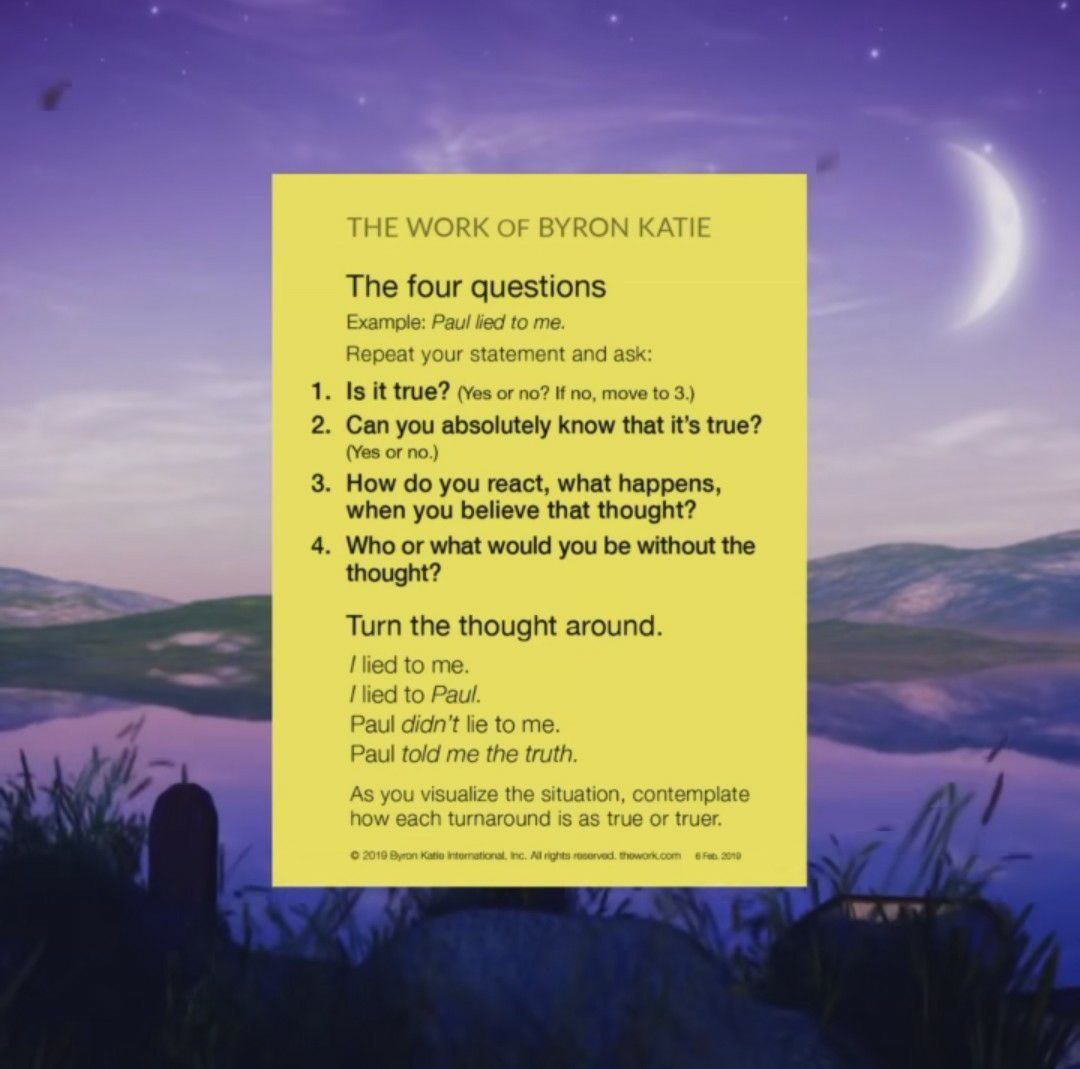 THE WORK OF BYRON KATIE
The four questions
Example: Paul lied to me.
Repeat your statement and ask:
1. Is it true? (Yes or no? If no, move to 3.)
2. Can you absolutely know that it's true?
(Yes or no.)
3. How do you react, what happens,
when you believe that thought?
4. Who or what would you be without the
thought?
Turn the thought around.
I lied to me.
I lied to Paul.
Paul didn't lie to me.
Paul told me the truth.
As you visualize the situation, contemplate
how each turnaround is as true or truer.
© 2019 Byron Katie International, Inc. All rights reserved. thework.com 6 Feb. 2019